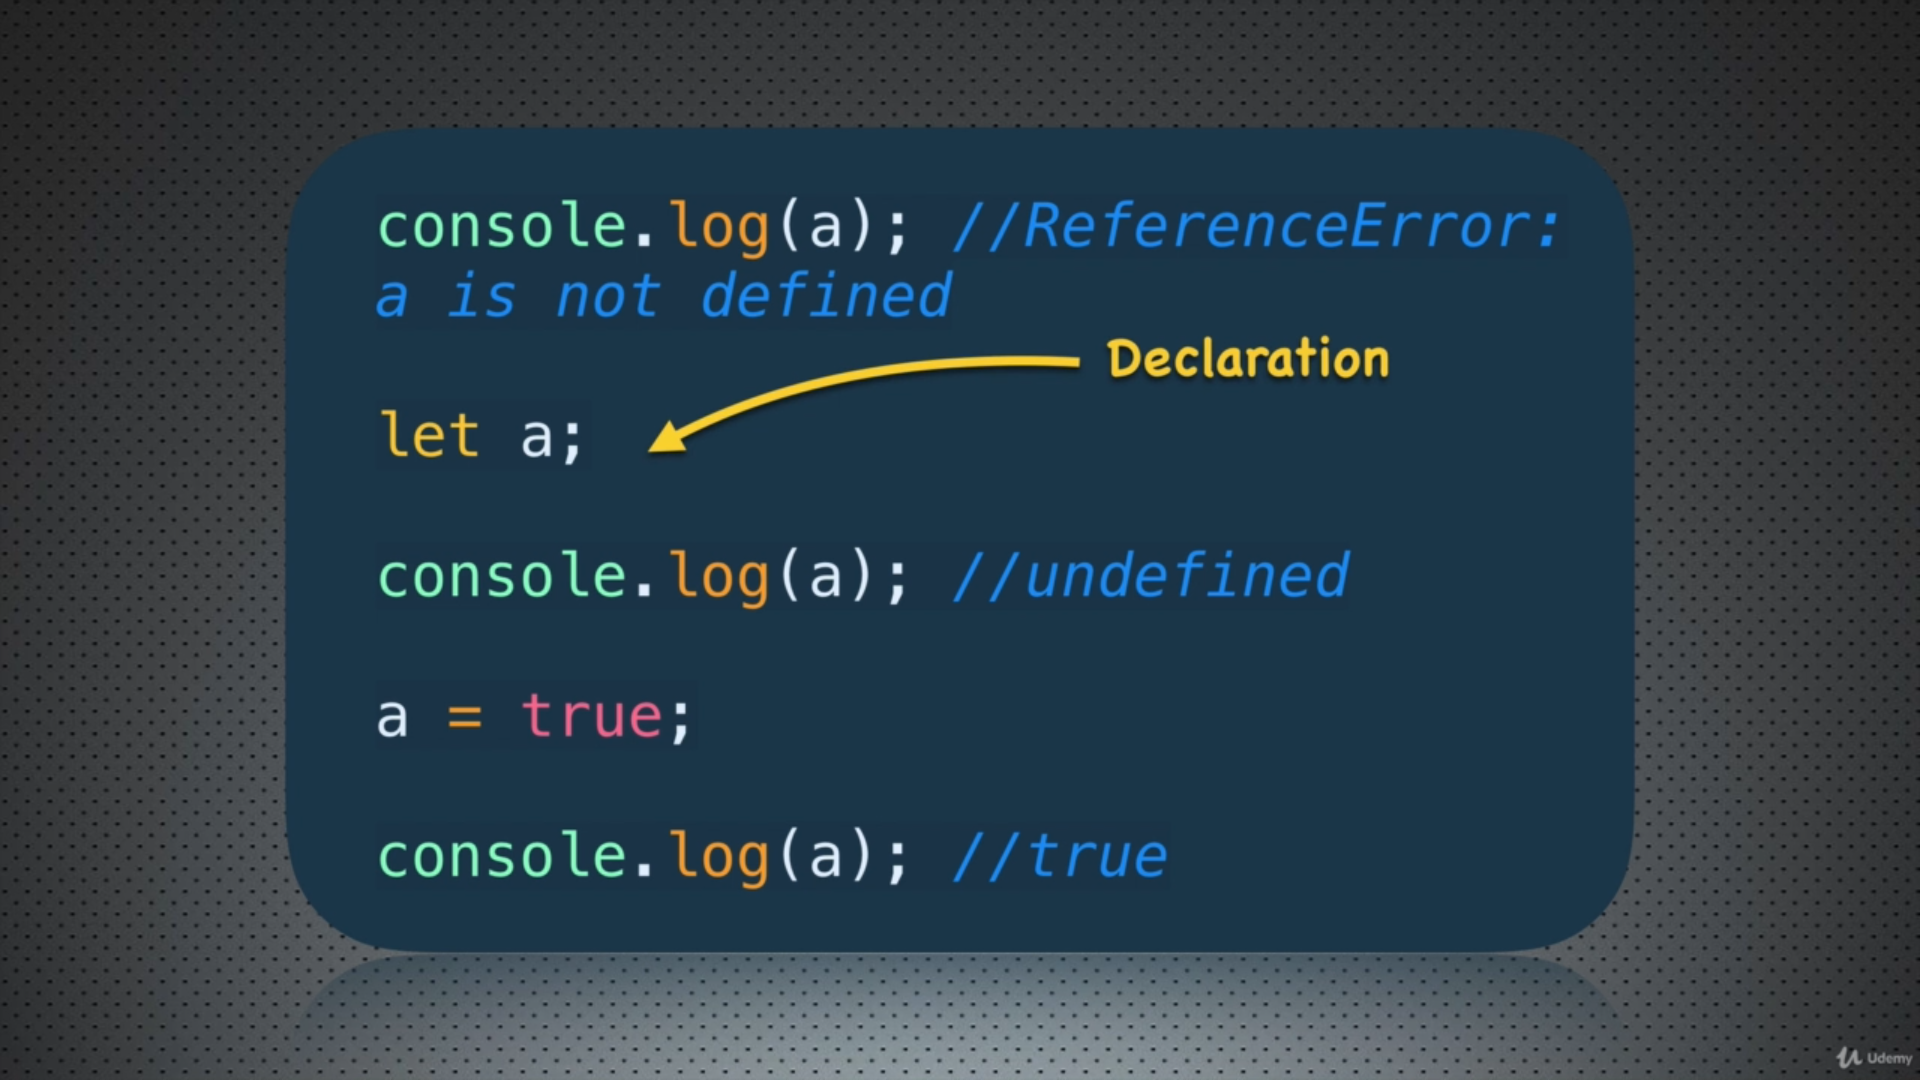 console.log(a); //ReferenceError:
a is not defined
Declaration
let a;
console.log(a); //undefined
a = true;
console.log(a); //true
Udemy